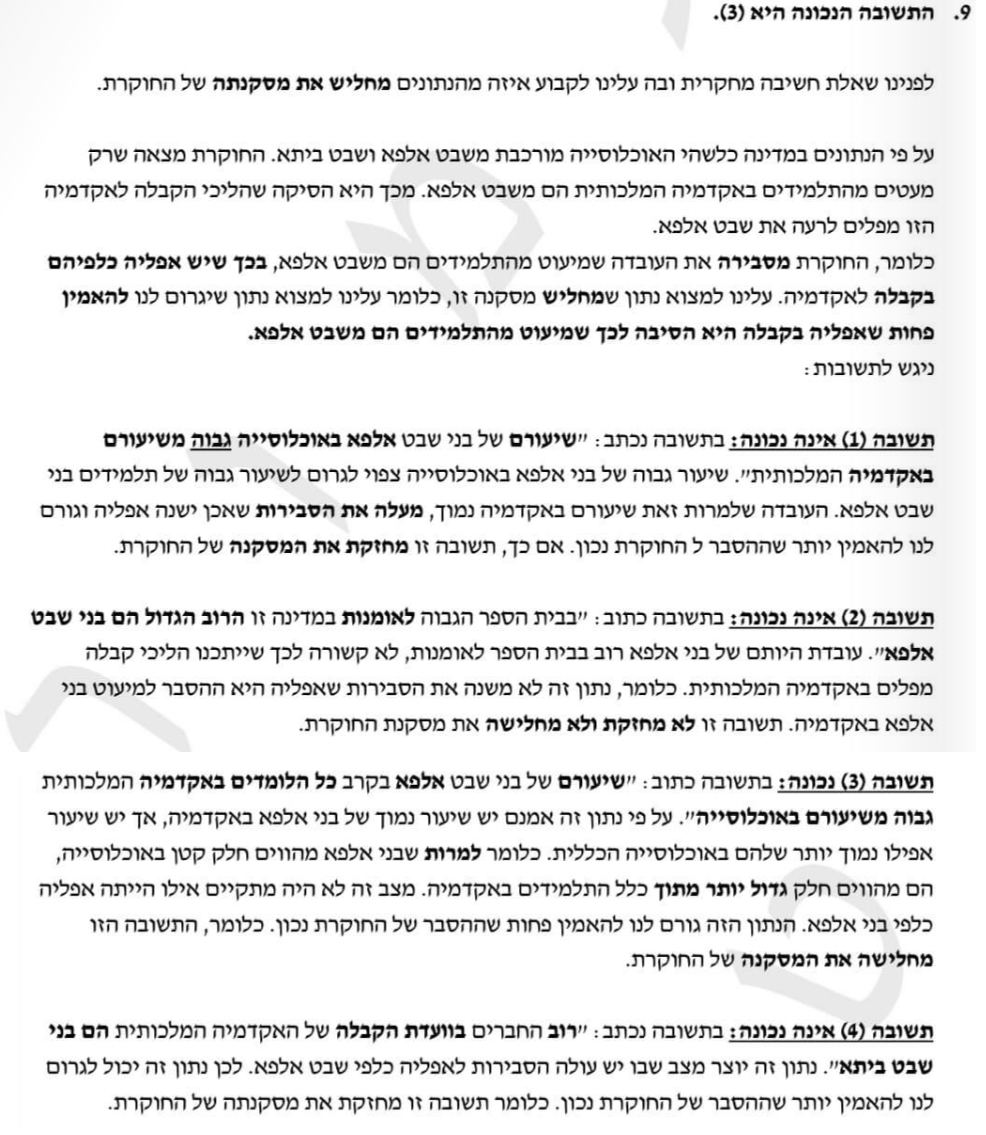 9. התשובה הנכונה היא (3).
לפנינו שאלת חשיבה מחקרית ובה עלינו לקבוע איזה מהנתונים מחליש את מסקנתה של החוקרת.
על פי הנתונים במדינה כלשהי האוכלוסייה מורכבת משבט אלפא ושבט ביתא. החוקרת מצאה שרק
מעטים מהתלמידים באקדמיה המלכותית הם משבט אלפא. מכך היא הסיקה שהליכי הקבלה לאקדמיה
הזו מפלים לרעה את שבט אלפא.
כלומר, החוקרת מסבירה את העובדה שמיעוט מהתלמידים הם משבט אלפא, בכך שיש אפליה כלפיהם
בקבלה לאקדמיה. עלינו למצוא נתון שמחליש מסקנה זו, כלומר עלינו למצוא נתון שיגרום לנו להאמין
פחות שאפליה בקבלה היא הסיבה לכך שמיעוט מהתלמידים הם משבט אלפא.
ניגש לתשובות:
תשובה (1) אינה נכונה: בתשובה נכתב: "שיעורם של בני שבט אלפא באוכלוסייה גבוה משיעורם
באקדמיה המלכותית". שיעור גבוה של בני אלפא באוכלוסייה צפוי לגרום לשיעור גבוה של תלמידים בני
שבט אלפא. העובדה שלמרות זאת שיעורם באקדמיה נמוך, מעלה את הסבירות שאכן ישנה אפליה וגורם
לנו להאמין יותר שההסבר ל החוקרת נכון. אם כך, תשובה זו מחזקת את המסקנה של החוקרת.
תשובה (2) אינה נכונה: בתשובה כתוב: "בבית הספר הגבוה לאומנות במדינה זו הרוב הגדול הם בני שבט
אלפא". עובדת היותם של בני אלפא רוב בבית הספר לאומנות, לא קשורה לכך שייתכנו הליכי קבלה
מפלים באקדמיה המלכותית. כלומר, נתון זה לא משנה את הסבירות שאפליה היא ההסבר למיעוט בני
אלפא באקדמיה. תשובה זו לא מחזקת ולא מחלישה את מסקנת החוקרת.
תשובה (3) נכונה: בתשובה כתוב: "שיעורם של בני שבט אלפא בקרב כל הלומדים באקדמיה המלכותית
גבוה משיעורם באוכלוסייה". על פי נתון זה אמנם יש שיעור נמוך של בני אלפא באקדמיה, אך יש שיעור
אפילו נמוך יותר שלהם באוכלוסייה הכללית. כלומר למרות שבני אלפא מהווים חלק קטן באוכלוסייה,
הם מהווים חלק גדול יותר מתוך כלל התלמידים באקדמיה. מצב זה לא היה מתקיים אילו הייתה אפליה
כלפי בני אלפא. הנתון הזה גורם לנו להאמין פחות שההסבר של החוקרת נכון. כלומר, התשובה הזו
מחלישה את המסקנה של החוקרת.
תשובה (4) אינה נכונה: בתשובה נכתב: "רוב החברים בוועדת הקבלה של האקדמיה המלכותית הם בני
שבט ביתא". נתון זה יוצר מצב שבו יש עולה הסבירות לאפליה כלפי שבט אלפא. לכן נתון זה יכול לגרום
לנו להאמין יותר שההסבר של החוקרת נכון. כלומר תשובה זו מחזקת את מסקנתה של החוקרת.